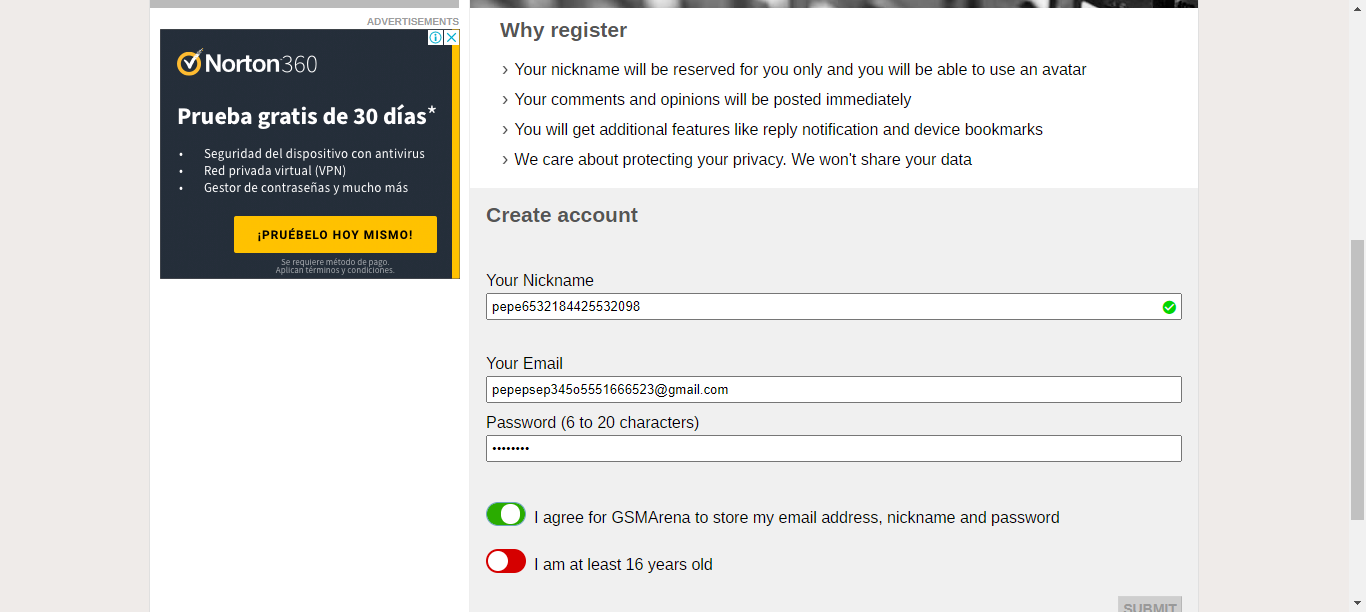 ADVERTISEMENTS
Norton360
Prueba gratis de 30 días*
• Seguridad del dispositivo con antivirus
• Red privada virtual (VPN)
• Gestor de contraseñas y mucho más
¡PRUÉBELO HOY MISMO!
Se requiere método de pago.
Aplican términos y condiciones.
Why register
› Your nickname will be reserved for you only and you will be able to use an avatar
› Your comments and opinions will be posted immediately
› You will get additional features like reply notification and device bookmarks
› We care about protecting your privacy. We won't share your data
Create account
Your Nickname
pepe6532184425532098
Your Email
pepepsep345o5551666523@gmail.com
Password (6 to 20 characters)
••••••••
I agree for GSMArena to store my email address, nickname and password
I am at least 16 years old
SUBMIT